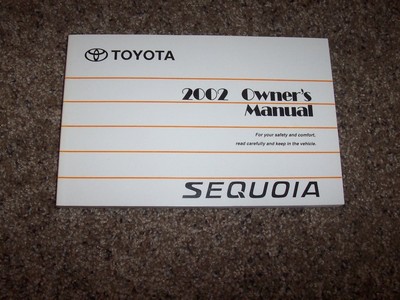 TOYOTA
2002 Owner's
Manual
For your safety and comfort,
read carefully and keep in the vehicle.
SEQUOIA